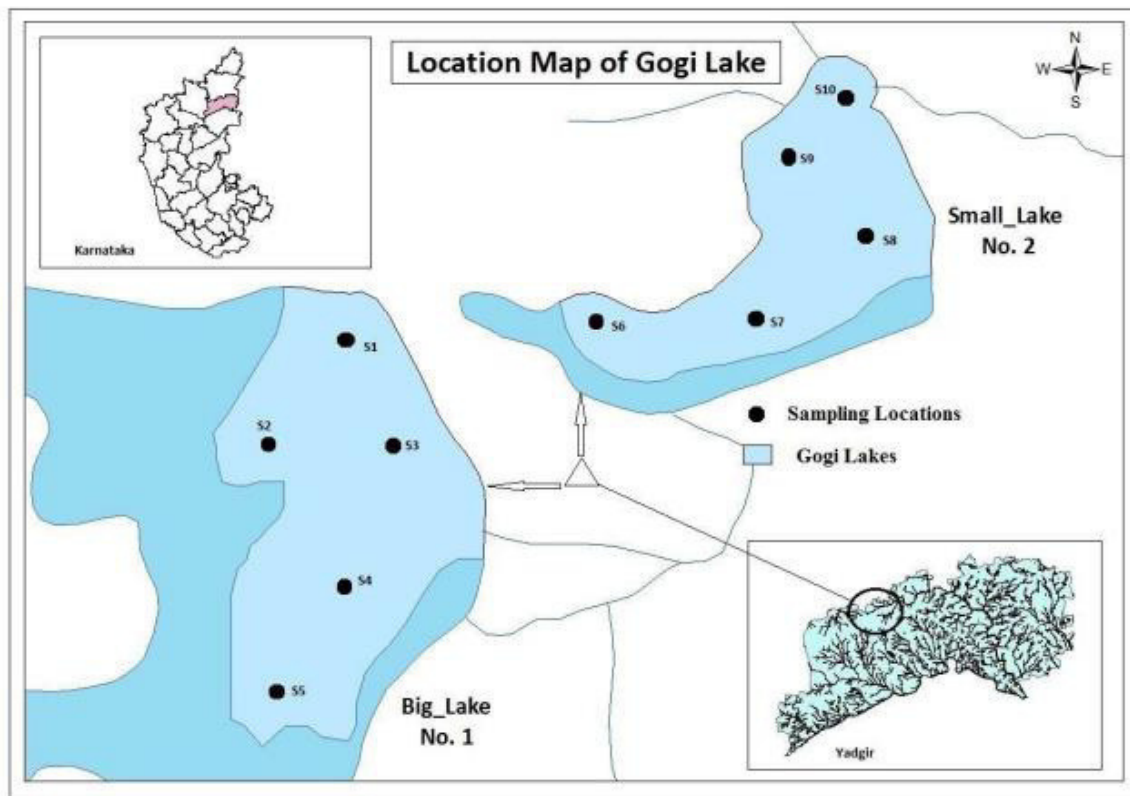 Location Map of Gogi Lake
N
W E
S
Karnataka
S10
S9
S8
Small_Lake
No. 2
S6
S7
S1
S2
S3
S4
S5
Sampling Locations
Gogi Lakes
Big_Lake
No. 1
Yadgir